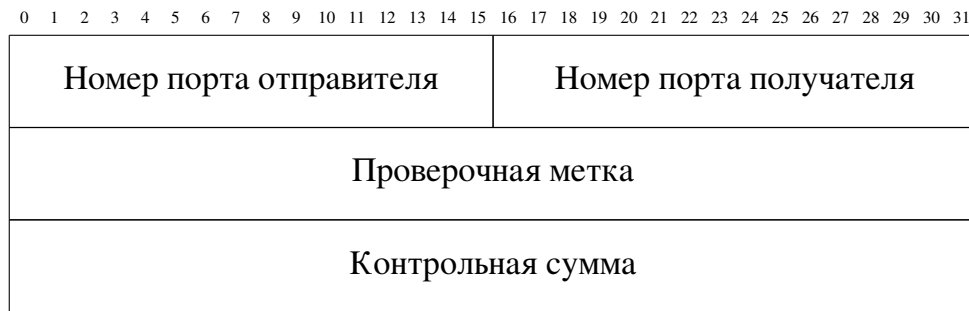 0 1 2 3 4 5 6 7 8 9 10 11 12 13 14 15 16 17 18 19 20 21 22 23 24 25 26 27 28 29 30 31
Номер порта отправителя Номер порта получателя
Проверочная метка
Контрольная сумма